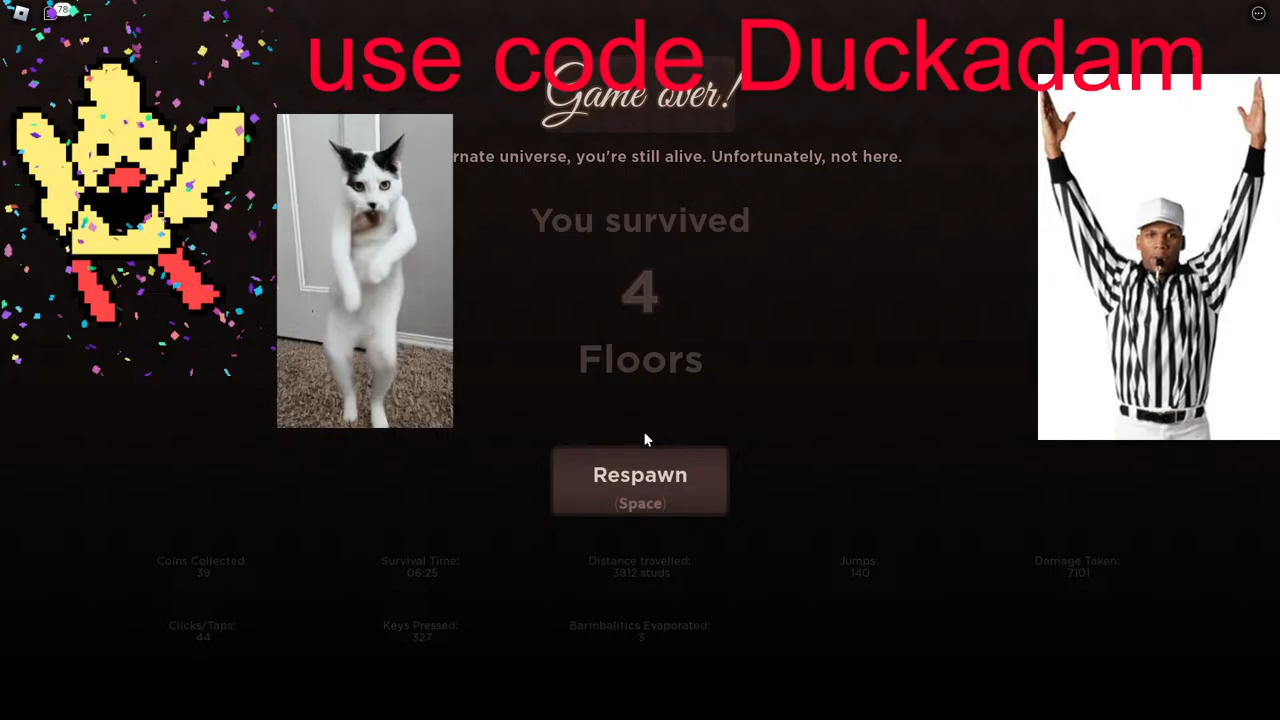 78
use code Duckadam
Game over!
rnate universe, you're still alive. Unfortunately, not here.
You survived
4
Floors
Respawn
(Space)
Coins Collected:
39
Survival Time:
06:25
Distance travelled:
3812 studs
Jumps:
140
Damage Taken:
7101
Clicks/Taps:
44
Keys Pressed:
327
Barmbalitics Evaporated:
3